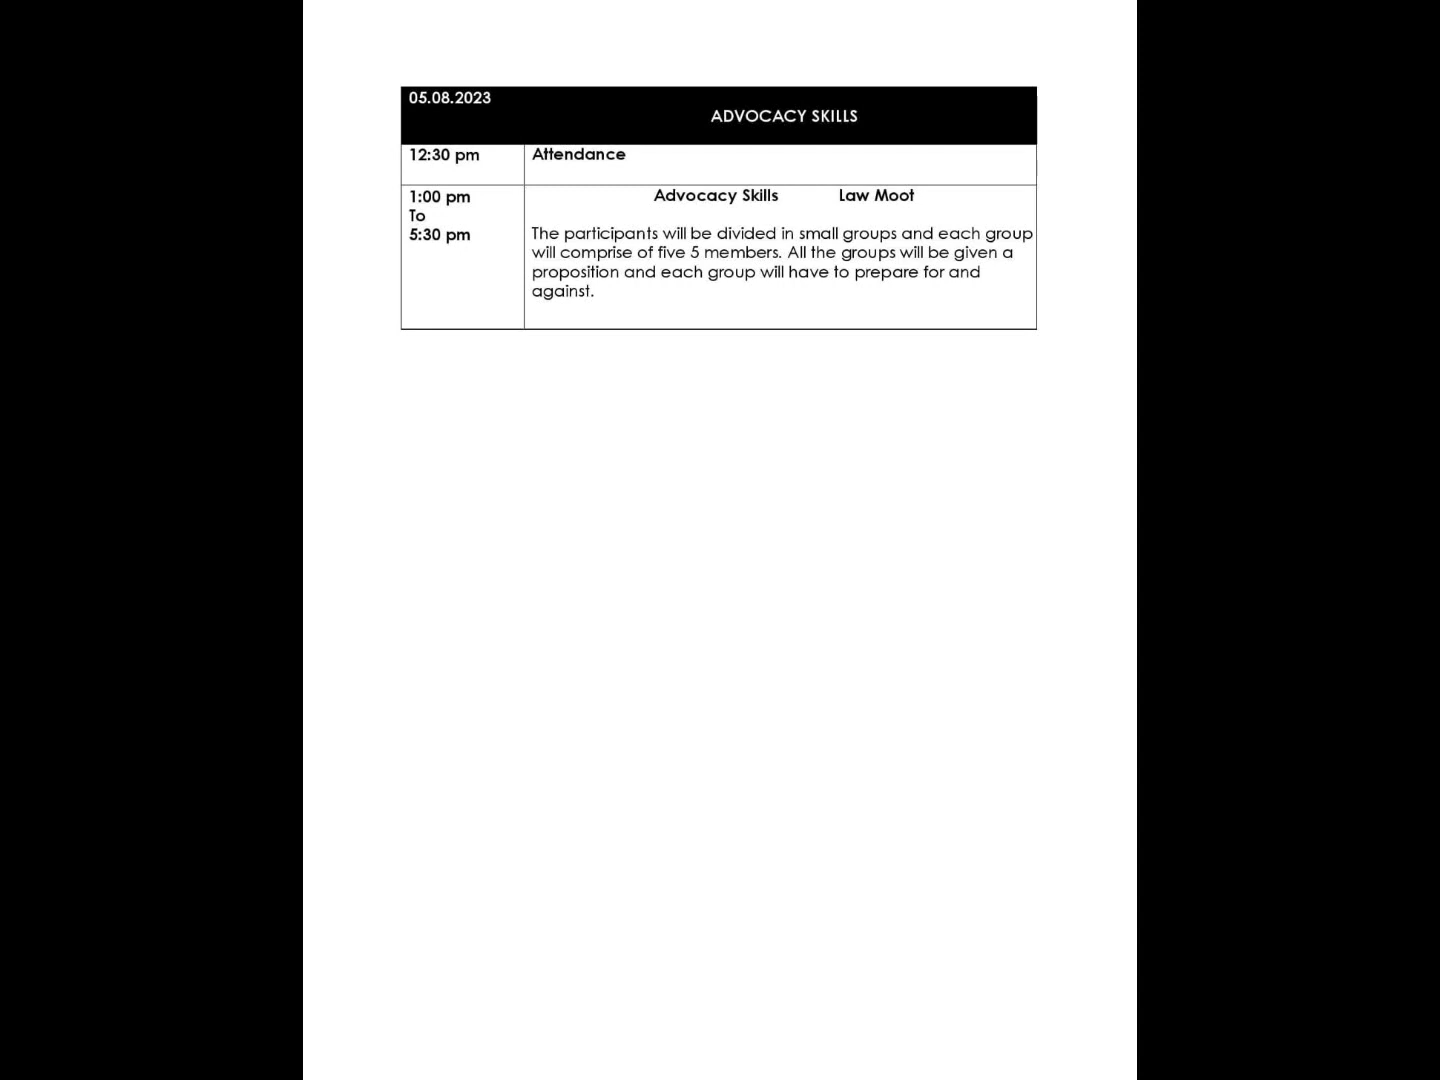 05.08.2023
ADVOCACY SKILLS
12:30 pm
Attendance
1:00 pm
To
5:30 pm
Advocacy Skills Law Moot
The participants will be divided in small groups and each group
will comprise of five 5 members. All the groups will be given a
proposition and each group will have to prepare for and
against.